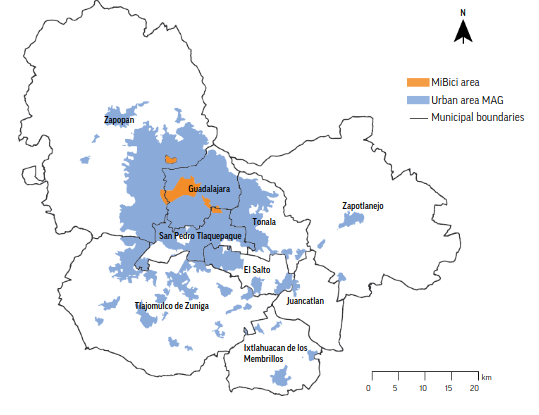 N
MiBici area
Urban area MAG
Municipal boundaries
Zapopan
Guadalajara
Zapotlanejo
Tonala
San Pedro Tlaquepaque
El Salto
Juancatlan
Tlajomulco de Zuniga
Ixtlahuacan de los
Membrillos
km
0 5 10 15 20